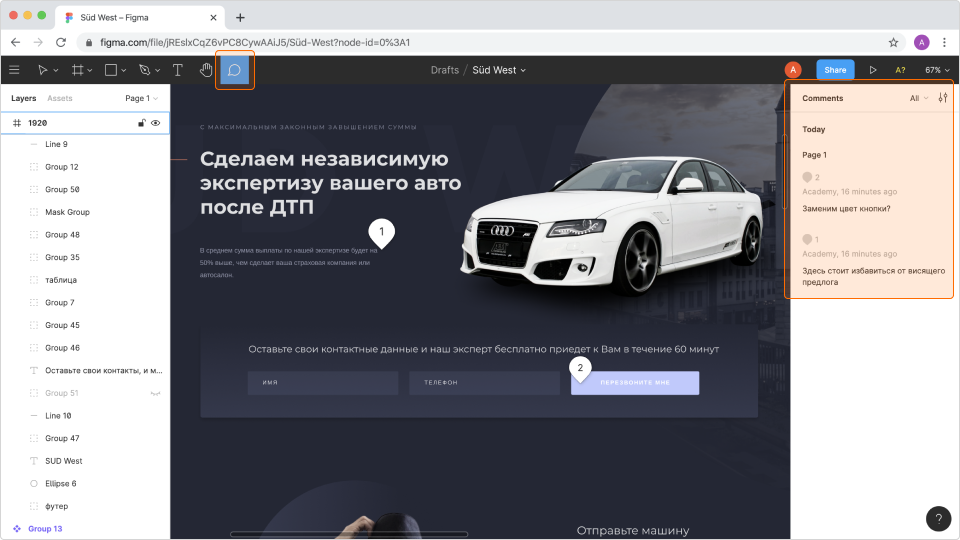 Süd West – Figma
figma.com/file/jREsIxCqZ6vPC8CywAAiJ5/Süd-West?node-id=0%3A1
A
Drafts / Süd West
A
Share
A?
67%
Layers
Assets
Page 1
1920
Line 9
Group 12
Group 50
Mask Group
Group 48
Group 35
таблица
Group 7
Group 45
Group 46
Оставьте свои контакты, и м...
Group 51
Line 10
Group 47
SUD West
Ellipse 6
футер
Group 13
С МАКСИМАЛЬНЫМ ЗАКОННЫМ ЗАВЫШЕНИЕМ СУММЫ
Сделаем независимую
экспертизу вашего авто
после ДТП
1
В среднем сумма выплаты по нашей экспертизе будет на
50% выше, чем сделает ваша страховая компания или
автосалон.
Оставьте свои контактные данные и наш эксперт бесплатно приедет к Вам в течение 60 минут
2
ИМЯ
ТЕЛЕФОН
ПЕРЕЗВОНИТЕ МНЕ
Отправьте машину
Comments
All
Today
Page 1
2
Academy, 16 minutes ago
Заменим цвет кнопки?
1
Academy, 16 minutes ago
Здесь стоит избавиться от висящего
предлога
?